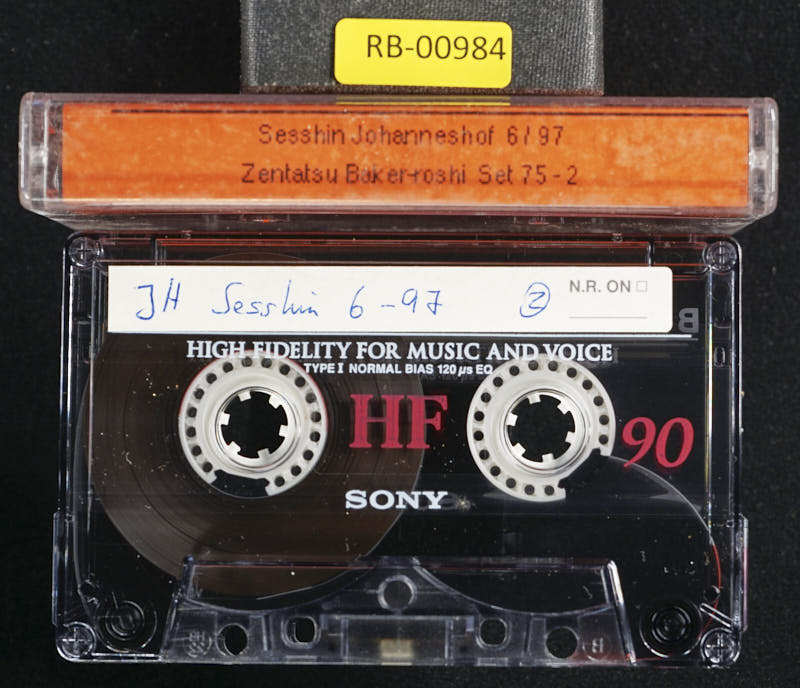 RB-00984
Sesshin Johanneshof 6/97
Zentatsu Baker-roshi Set 75-2
JH Sesshin 6-97 ②
N.R. ON □
HIGH FIDELITY FOR MUSIC AND VOICE
TYPE I NORMAL BIAS 120 µs EQ
HF 90
SONY
B